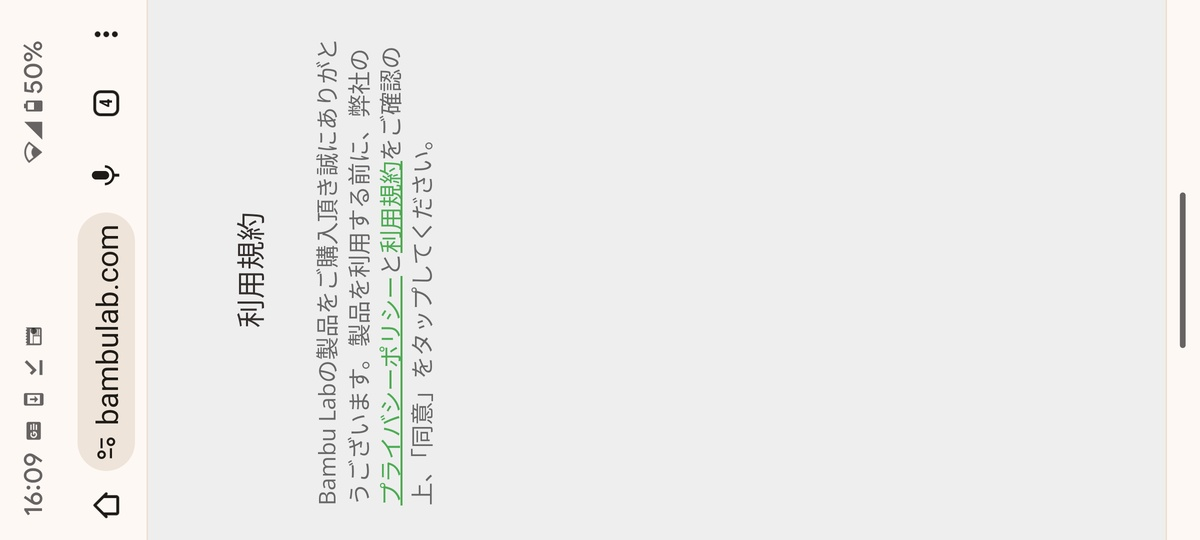 16:09
50%
bambulab.com
4
利用規約
Bambu Labの製品をご購入頂き誠にありがと
うございます。製品を利用する前に、弊社の
プライバシーポリシーと利用規約をご確認の
上、「同意」をタップしてください。